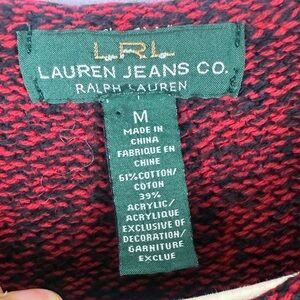 LRL
LAUREN JEANS CO.
RALPH LAUREN
M
MADE IN
CHINA
FABRIQUE EN
CHINE
61%COTTON/
COTON
39%
ACRYLIC/
ACRYLIQUE
EXCLUSIVE OF
DECORATION/
GARNITURE
EXCLUE